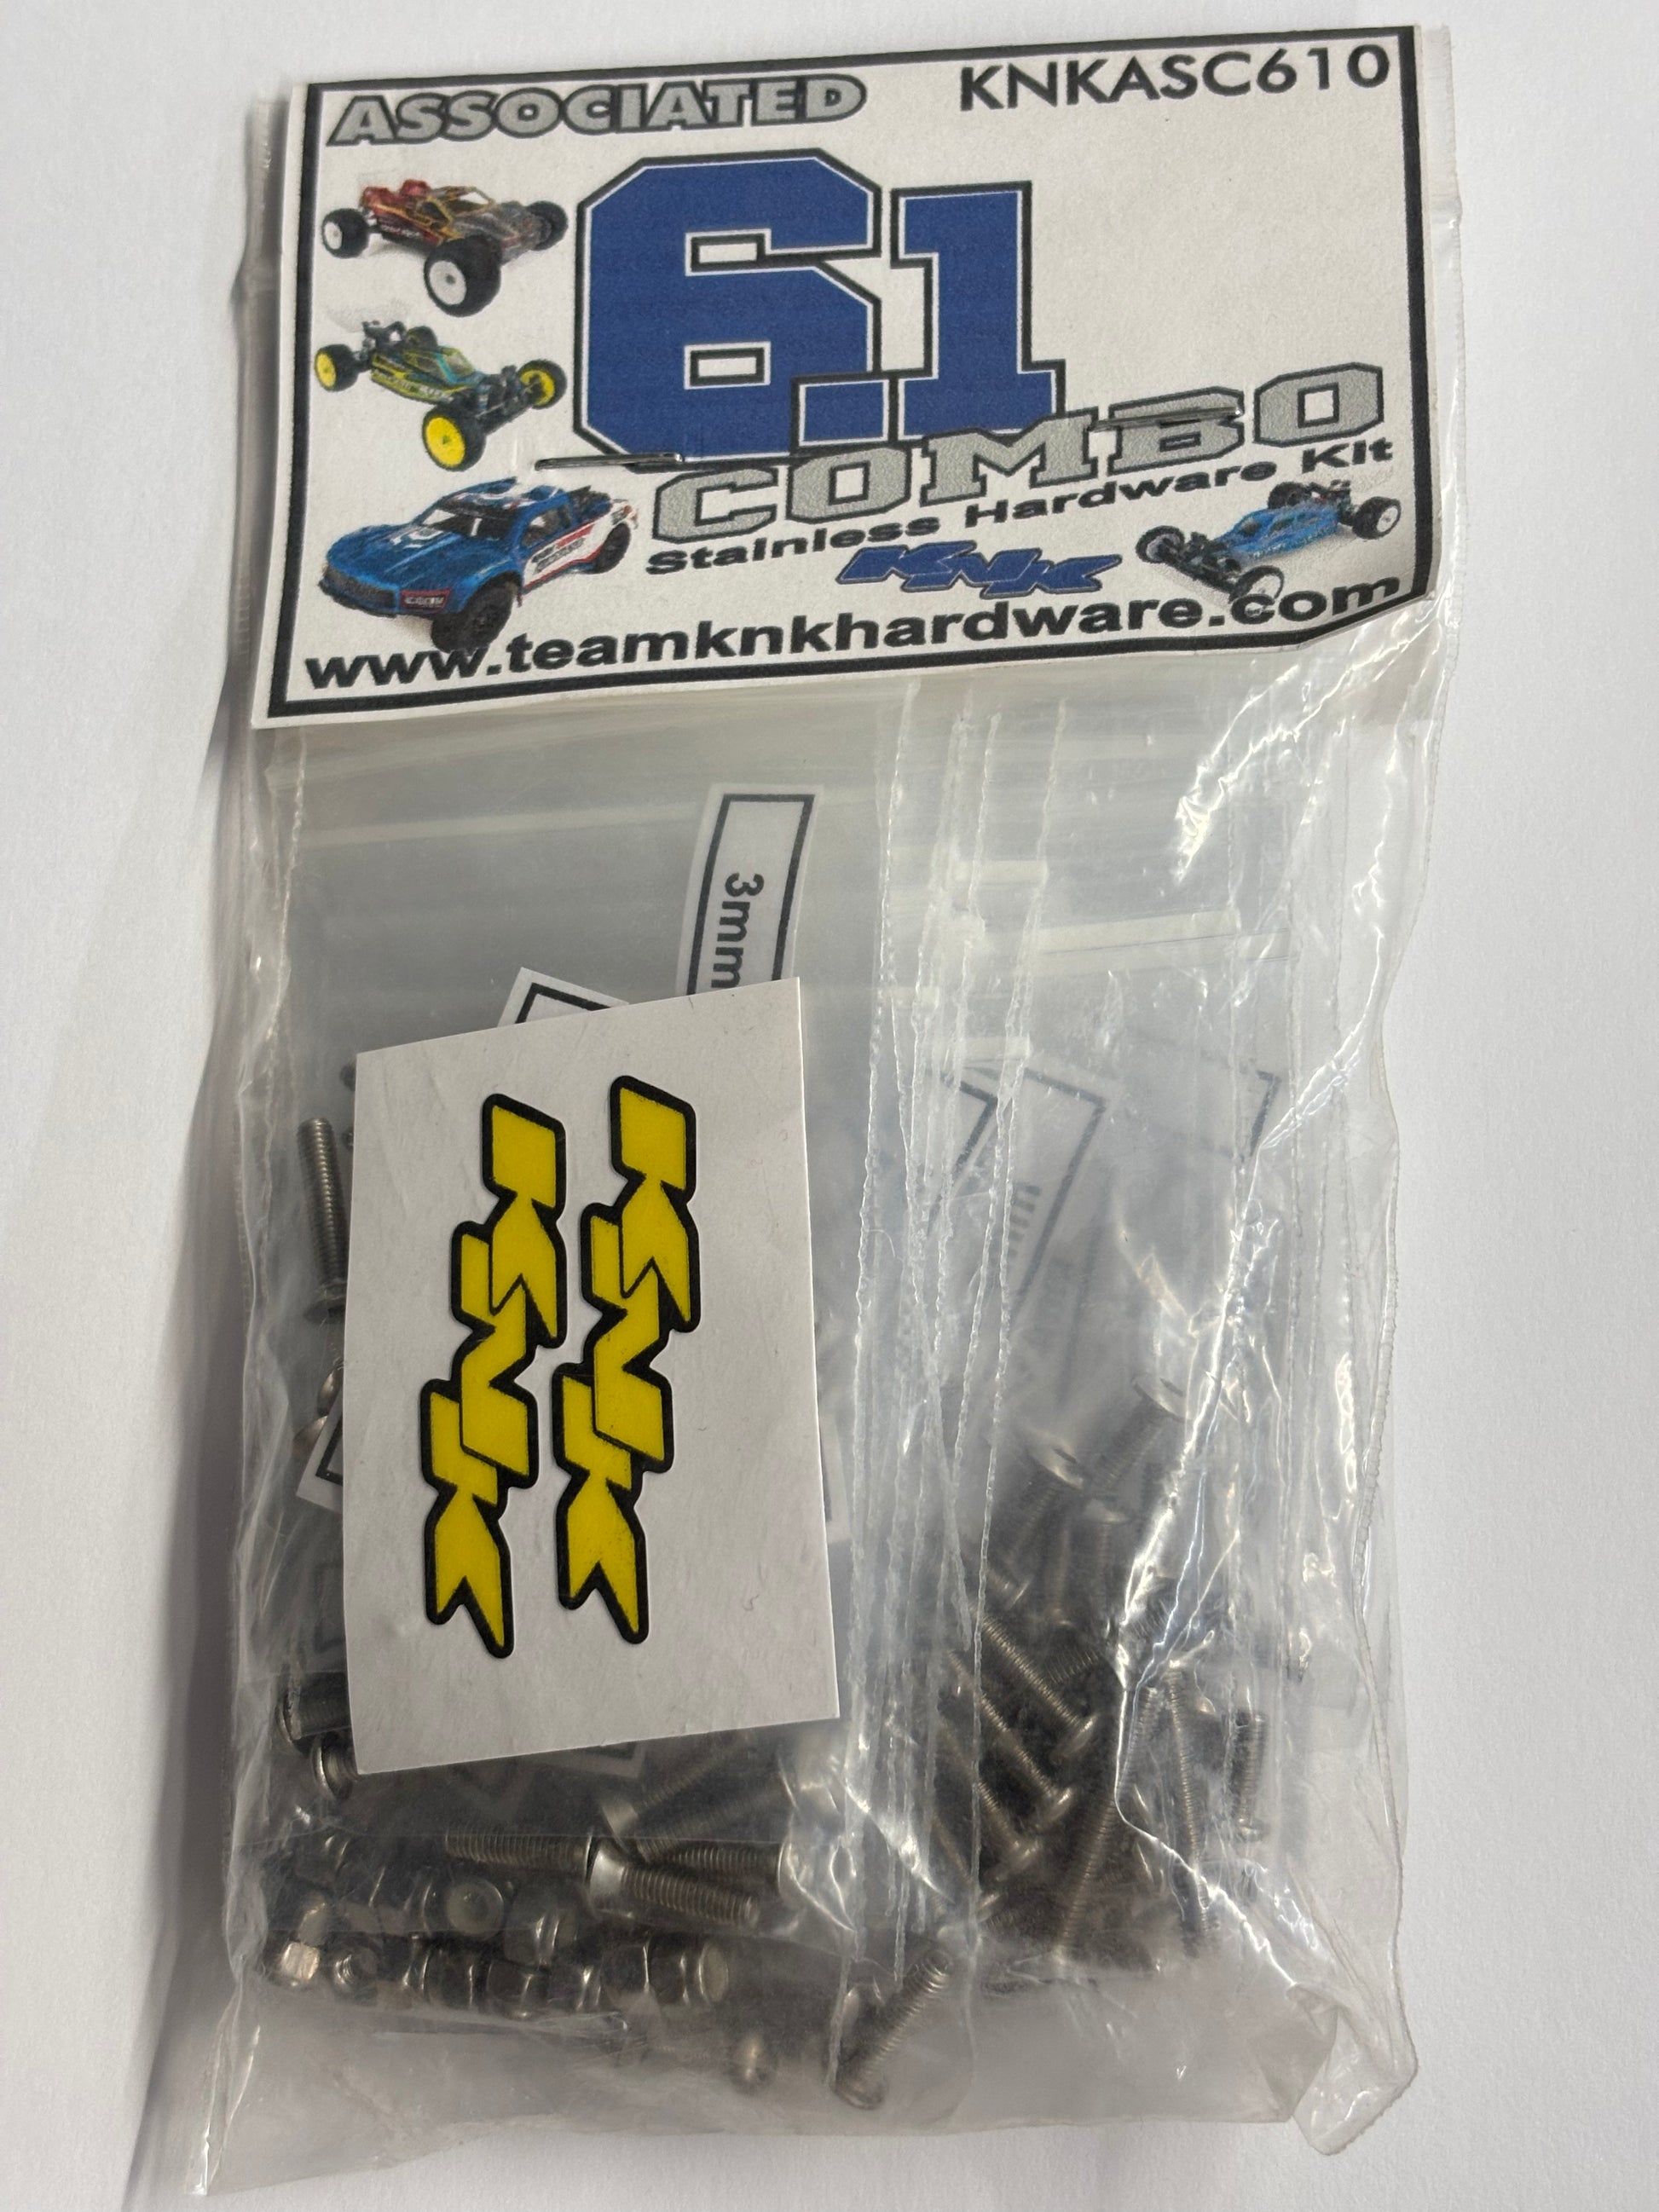 ASSOCIATED KNKASC610
6.1
COMBO
Stainless Hardware Kit
KNK
www.teamknkhardware.com
3mm
KNK
KNK